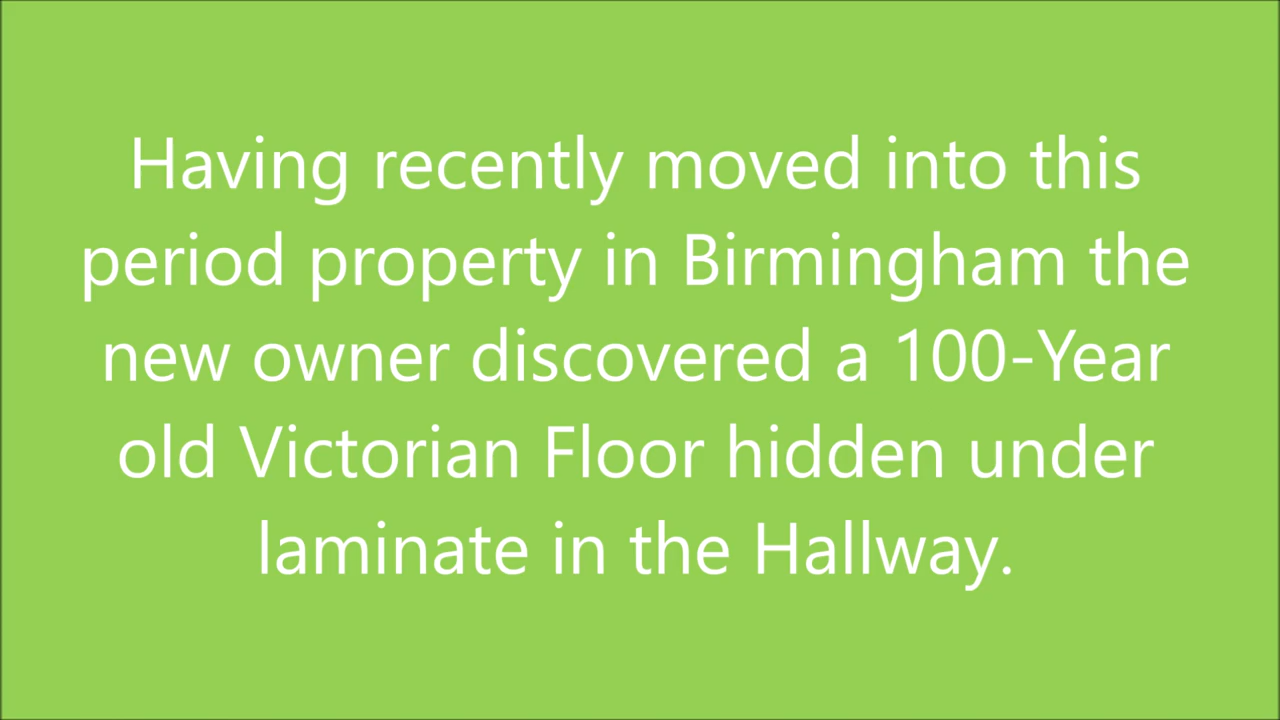 Having recently moved into this
period property in Birmingham the
new owner discovered a 100-Year
old Victorian Floor hidden under
laminate in the Hallway.